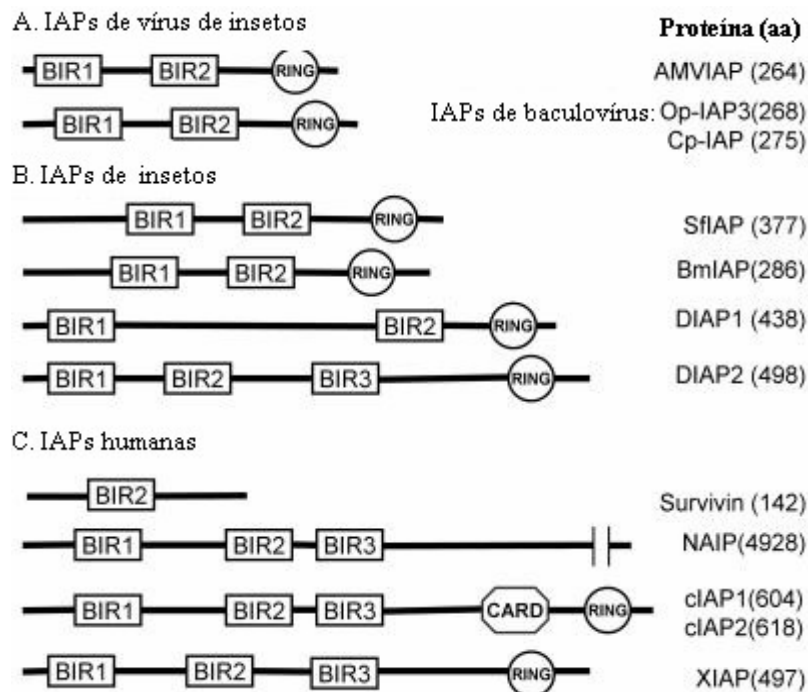 A. IAPs de vírus de insetos
Proteína (aa)
BIR1 BIR2 RING AMVIAP (264)
BIR1 BIR2 RING IAPs de baculovírus: Op-IAP3(268)
Cp-IAP (275)
B. IAPs de insetos
BIR1 BIR2 RING SfIAP (377)
BIR1 BIR2 RING BmIAP(286)
BIR1 BIR2 RING DIAP1 (438)
BIR1 BIR2 BIR3 RING DIAP2 (498)
C. IAPs humanas
BIR2 Survivin (142)
BIR1 BIR2 BIR3 NAIP(4928)
BIR1 BIR2 BIR3 CARD RING cIAP1(604)
cIAP2(618)
BIR1 BIR2 BIR3 RING XIAP(497)